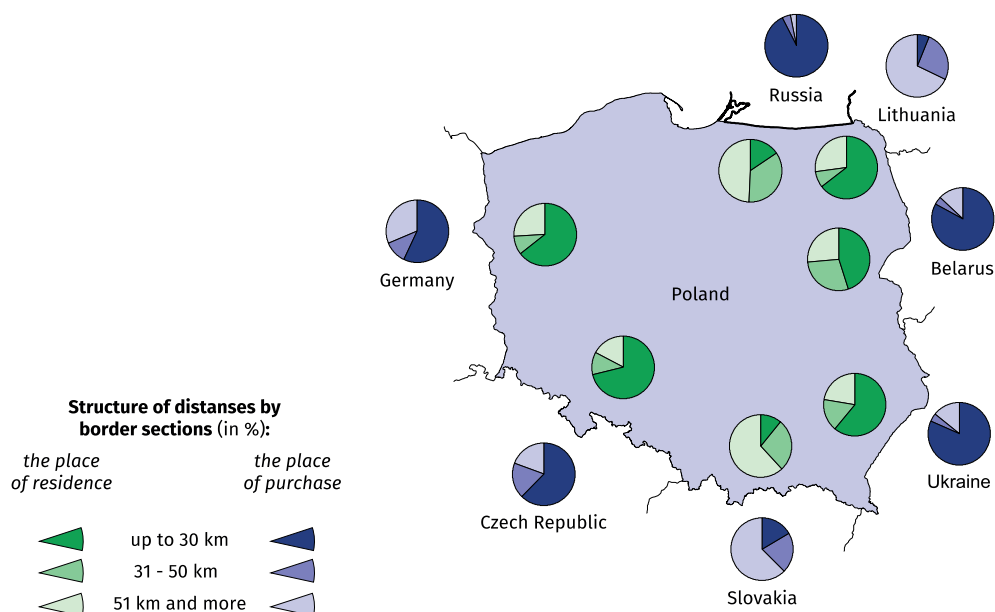 Russia
Lithuania
Germany
Belarus
Poland
Structure of distanses by
border sections (in %):
the place
of residence
the place
of purchase
Ukraine
Czech Republic
up to 30 km
31 - 50 km
51 km and more
Slovakia